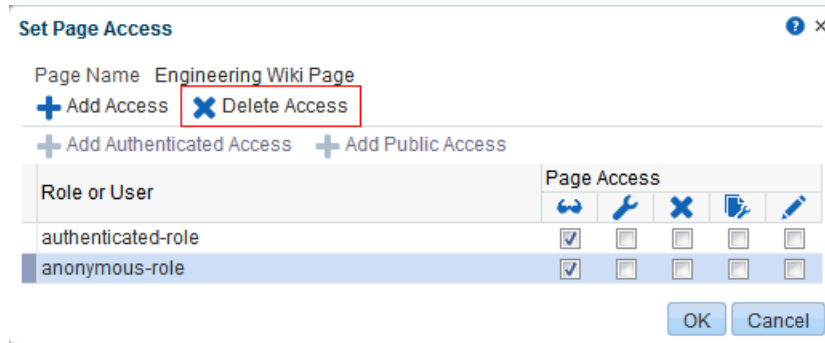 Set Page Access
Page Name Engineering Wiki Page
Add Access Delete Access
Add Authenticated Access Add Public Access
Role or User Page Access
authenticated-role
anonymous-role
OK Cancel